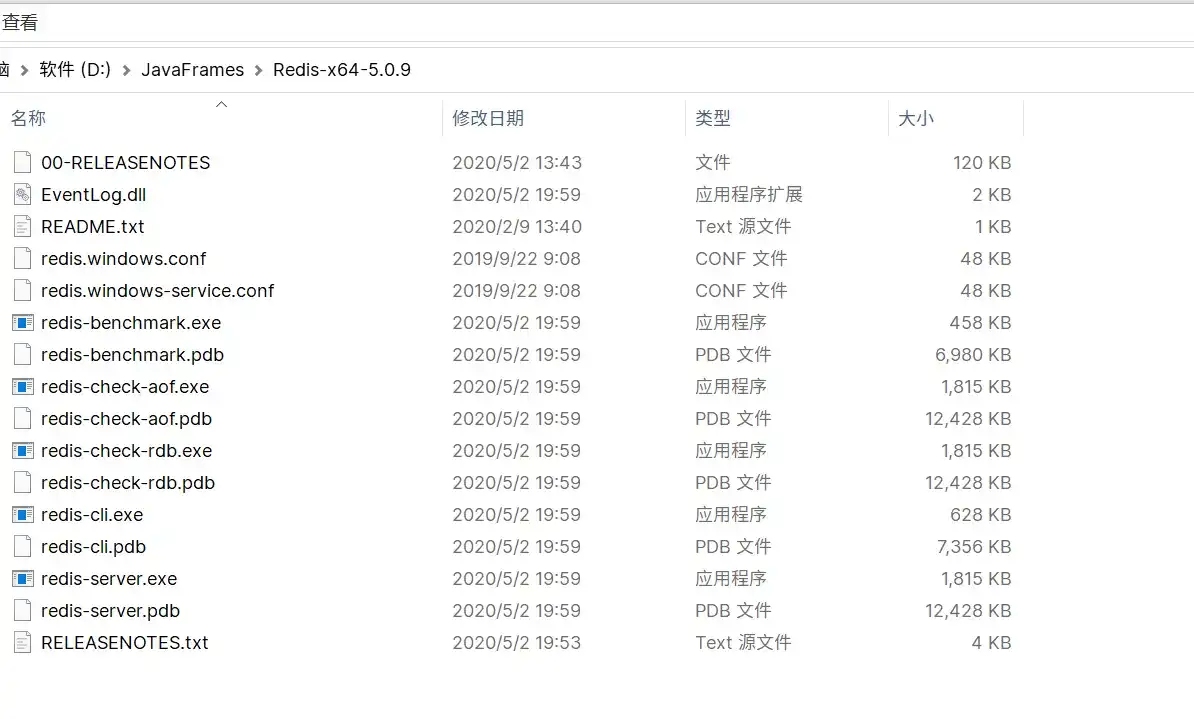 查看
脑 > 软件 (D:) > JavaFrames > Redis-x64-5.0.9
名称 修改日期 类型 大小
00-RELEASENOTES 2020/5/2 13:43 文件 120 KB
EventLog.dll 2020/5/2 19:59 应用程序扩展 2 KB
README.txt 2020/2/9 13:40 Text 源文件 1 KB
redis.windows.conf 2019/9/22 9:08 CONF 文件 48 KB
redis.windows-service.conf 2019/9/22 9:08 CONF 文件 48 KB
redis-benchmark.exe 2020/5/2 19:59 应用程序 458 KB
redis-benchmark.pdb 2020/5/2 19:59 PDB 文件 6,980 KB
redis-check-aof.exe 2020/5/2 19:59 应用程序 1,815 KB
redis-check-aof.pdb 2020/5/2 19:59 PDB 文件 12,428 KB
redis-check-rdb.exe 2020/5/2 19:59 应用程序 1,815 KB
redis-check-rdb.pdb 2020/5/2 19:59 PDB 文件 12,428 KB
redis-cli.exe 2020/5/2 19:59 应用程序 628 KB
redis-cli.pdb 2020/5/2 19:59 PDB 文件 7,356 KB
redis-server.exe 2020/5/2 19:59 应用程序 1,815 KB
redis-server.pdb 2020/5/2 19:59 PDB 文件 12,428 KB
RELEASENOTES.txt 2020/5/2 19:53 Text 源文件 4 KB